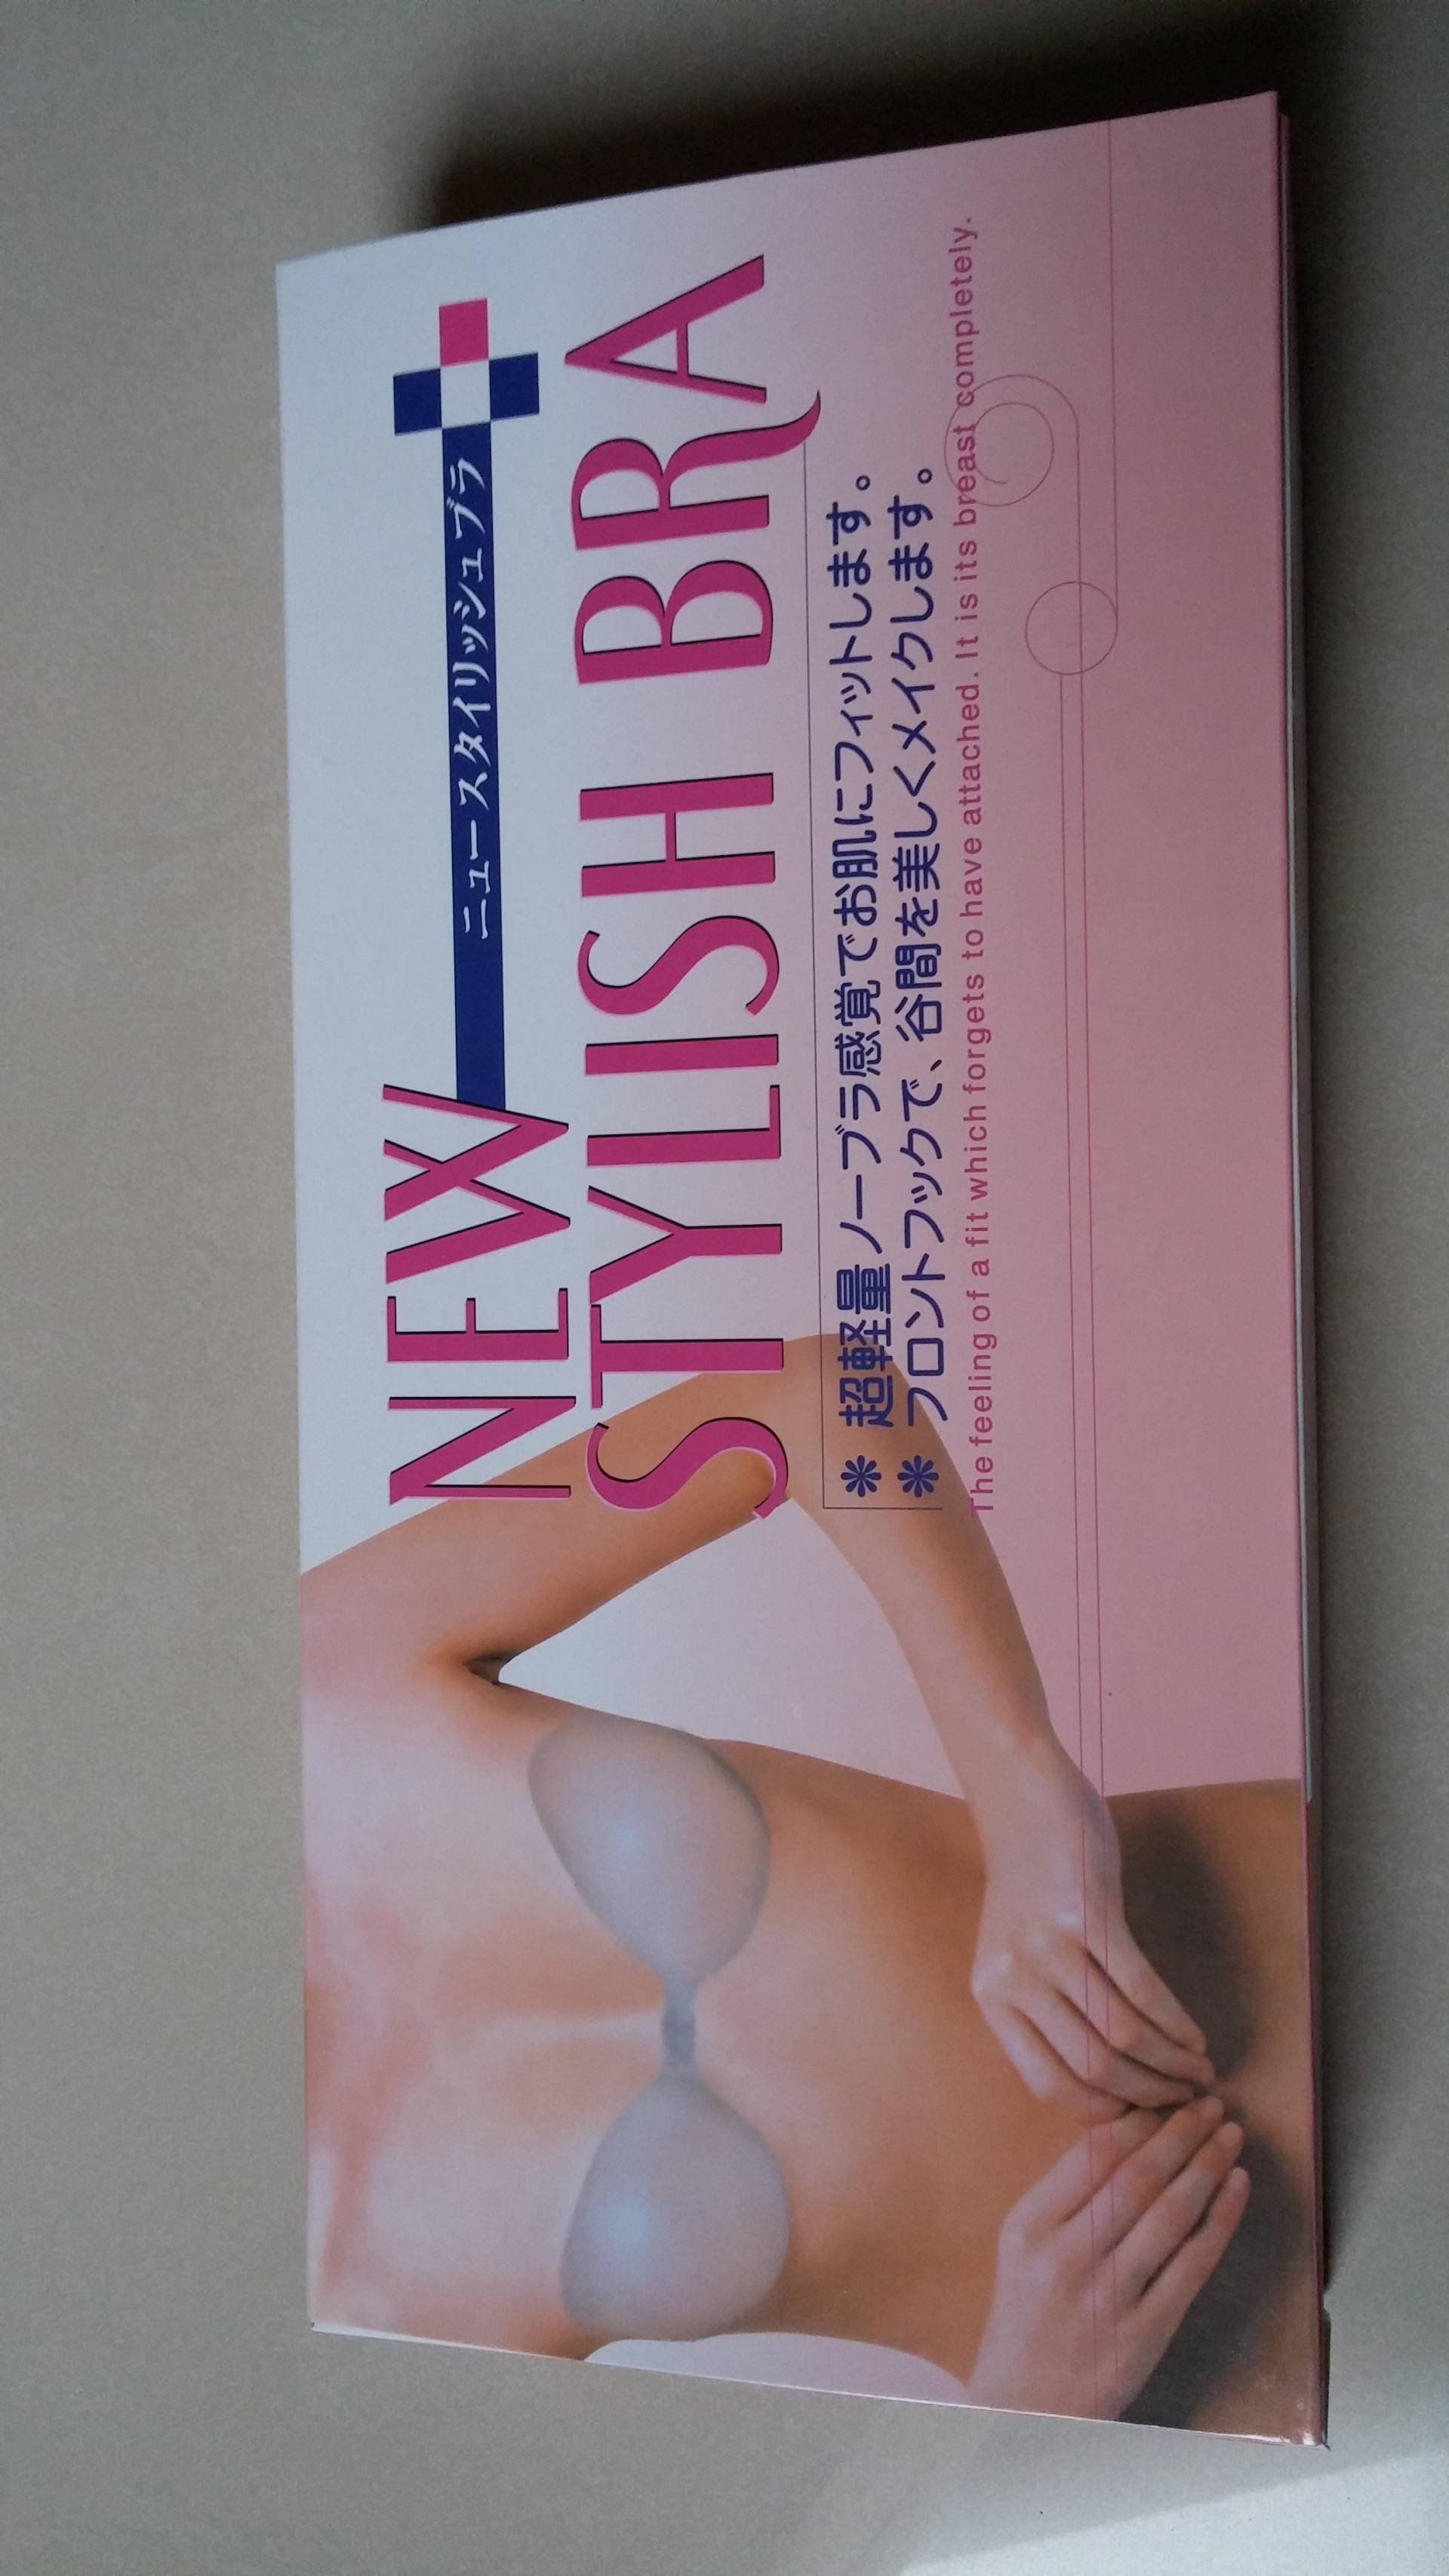 NEW
ニュースタイリッシュブラ
STYLISH BRA
❋ 超軽量ノーブラ感覚でお肌にフィットします。
❋ フロントフックで、谷間を美しくメイクします。
The feeling of a fit which forgets to have attached. It is its breast completely.